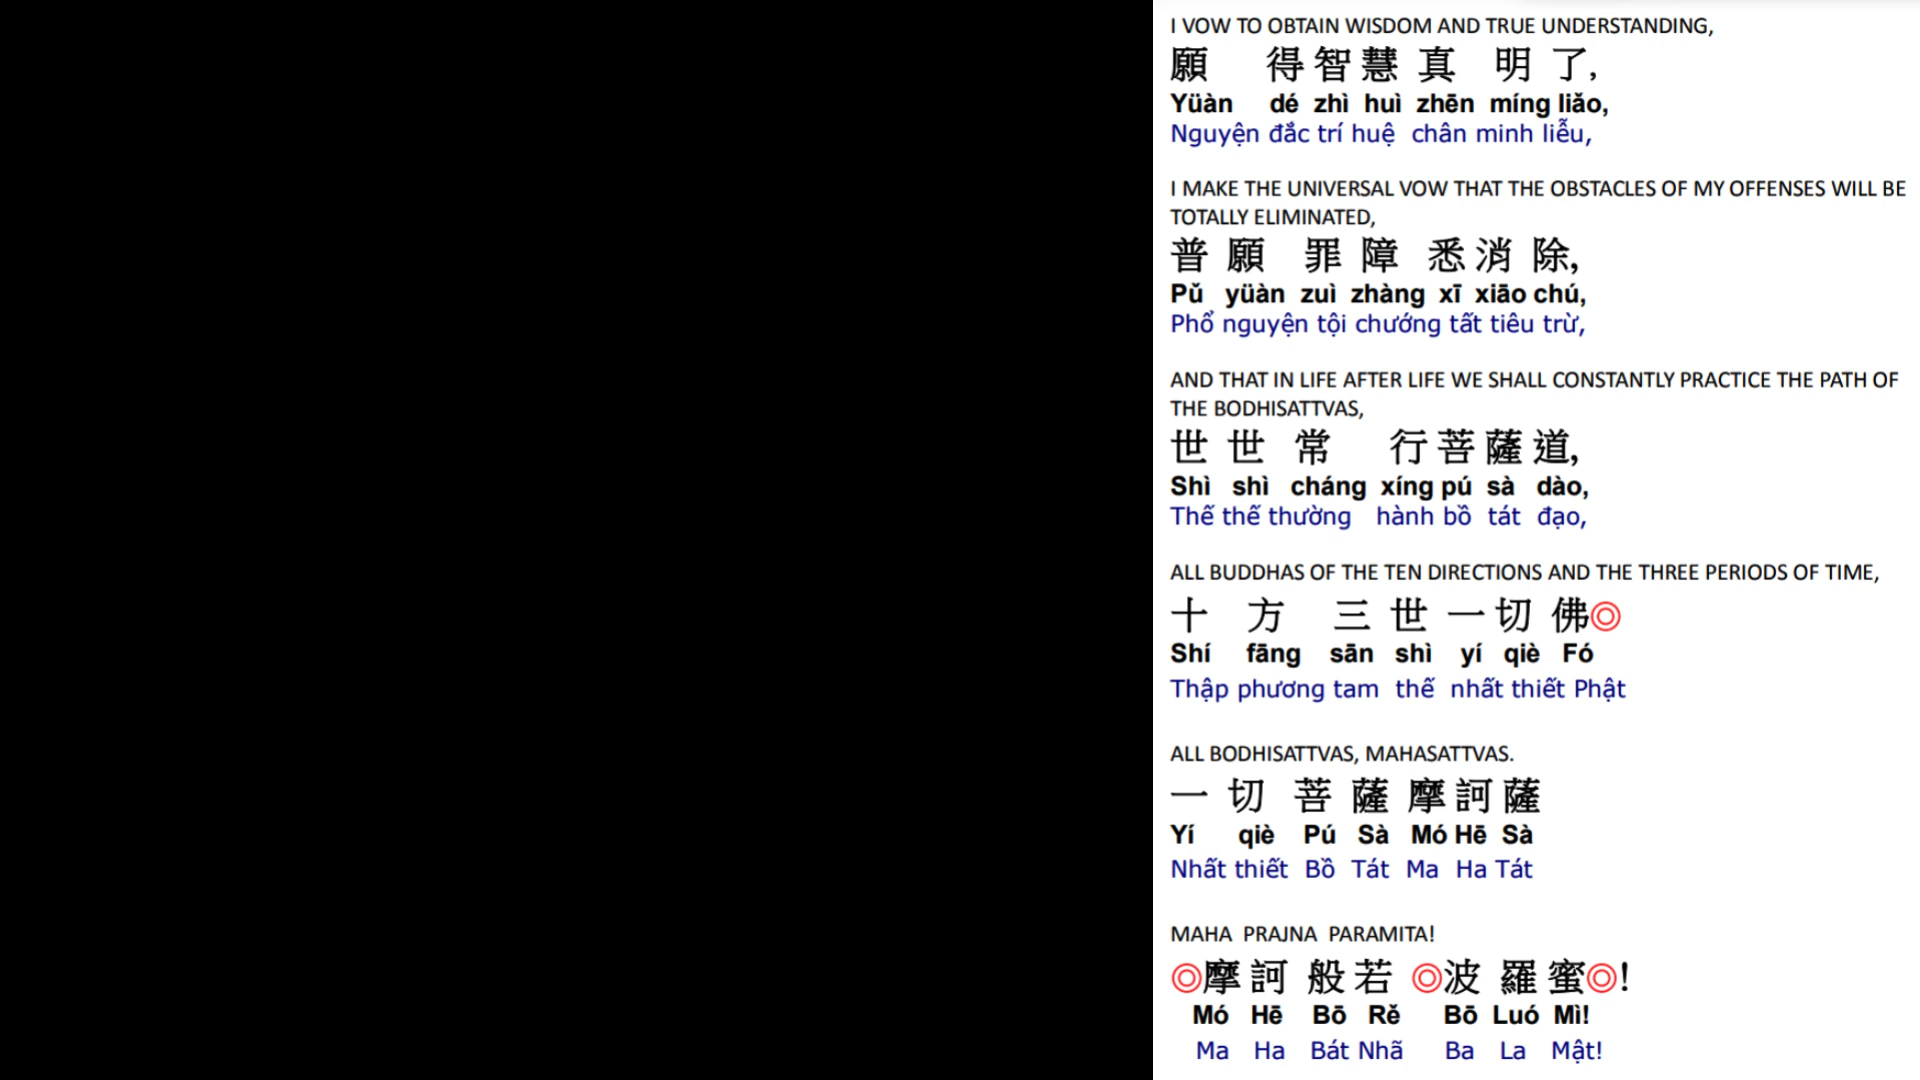 I VOW TO OBTAIN WISDOM AND TRUE UNDERSTANDING,
願 得 智 慧 真 明 了,
Yüàn dé zhì huì zhēn míng liǎo,
Nguyện đắc trí huệ chân minh liễu,
I MAKE THE UNIVERSAL VOW THAT THE OBSTACLES OF MY OFFENSES WILL BE
TOTALLY ELIMINATED,
普 願 罪 障 悉 消 除,
Pǔ yüàn zuì zhàng xī xiāo chú,
Phổ nguyện tội chướng tất tiêu trừ,
AND THAT IN LIFE AFTER LIFE WE SHALL CONSTANTLY PRACTICE THE PATH OF
THE BODHISATTVAS,
世 世 常 行 菩 薩 道,
Shì shì cháng xíng pú sà dào,
Thế thế thường hành bồ tát đạo,
ALL BUDDHAS OF THE TEN DIRECTIONS AND THE THREE PERIODS OF TIME,
十 方 三 世 一 切 佛◎
Shí fāng sān shì yí qiè Fó
Thập phương tam thế nhất thiết Phật
ALL BODHISATTVAS, MAHASATTVAS.
一 切 菩 薩 摩 訶 薩
Yí qiè Pú Sà Mó Hē Sà
Nhất thiết Bồ Tát Ma Ha Tát
MAHA PRAJNA PARAMITA!
◎摩 訶 般 若 ◎波 羅 蜜◎!
Mó Hē Bō Rě Bō Luó Mì!
Ma Ha Bát Nhã Ba La Mật!